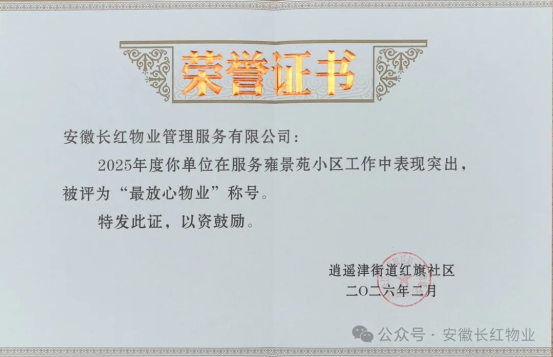 荣誉证书
安徽长红物业管理服务有限公司：
2025年度你单位在服务雍景苑小区工作中表现突出，
被评为“最放心物业”称号。
特发此证，以资鼓励。
逍遥津街道红旗社区
二〇二六年二月
公众号·安徽长红物业